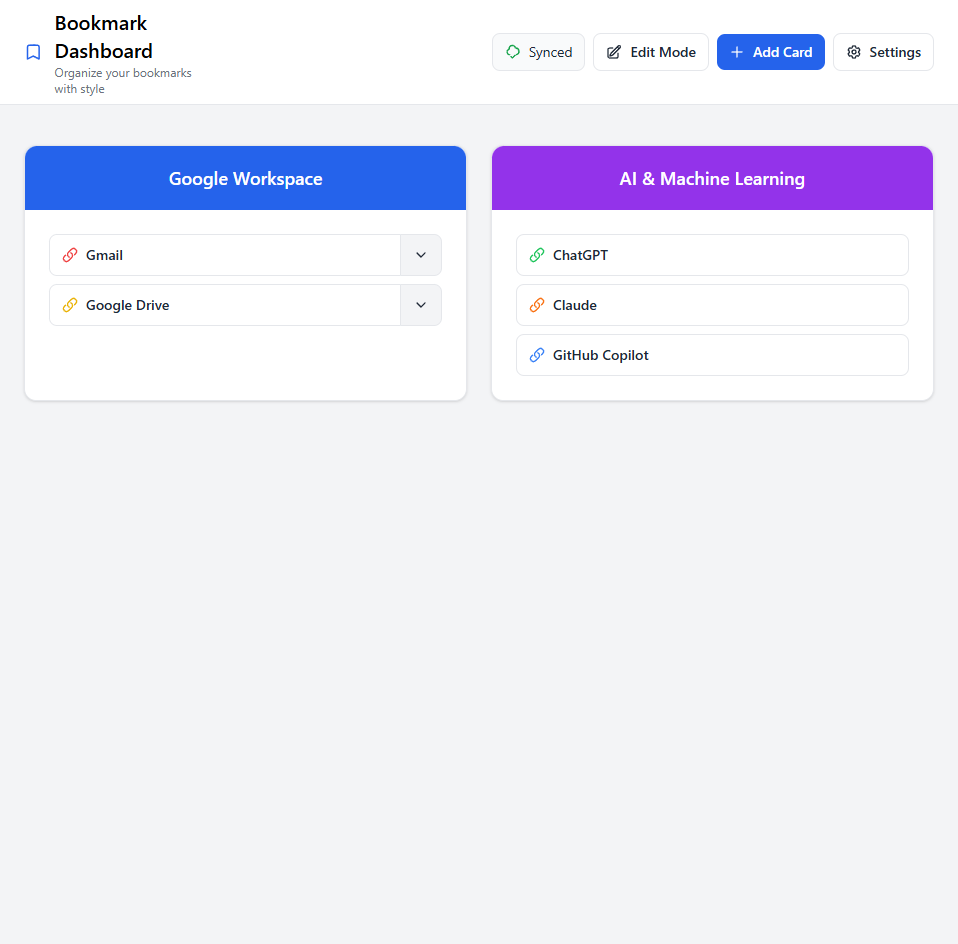 Bookmark
Dashboard
Organize your bookmarks
with style
Synced
Edit Mode
Add Card
Settings
Google Workspace
Gmail
Google Drive
AI & Machine Learning
ChatGPT
Claude
GitHub Copilot